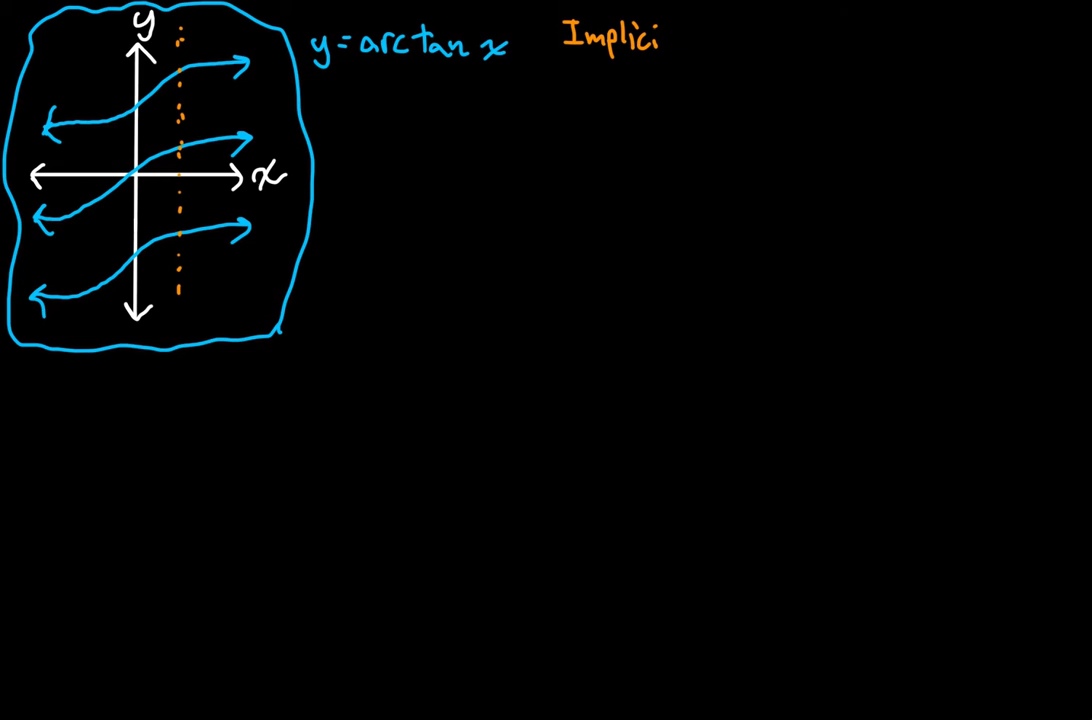 y
y = arctan x Implici
x